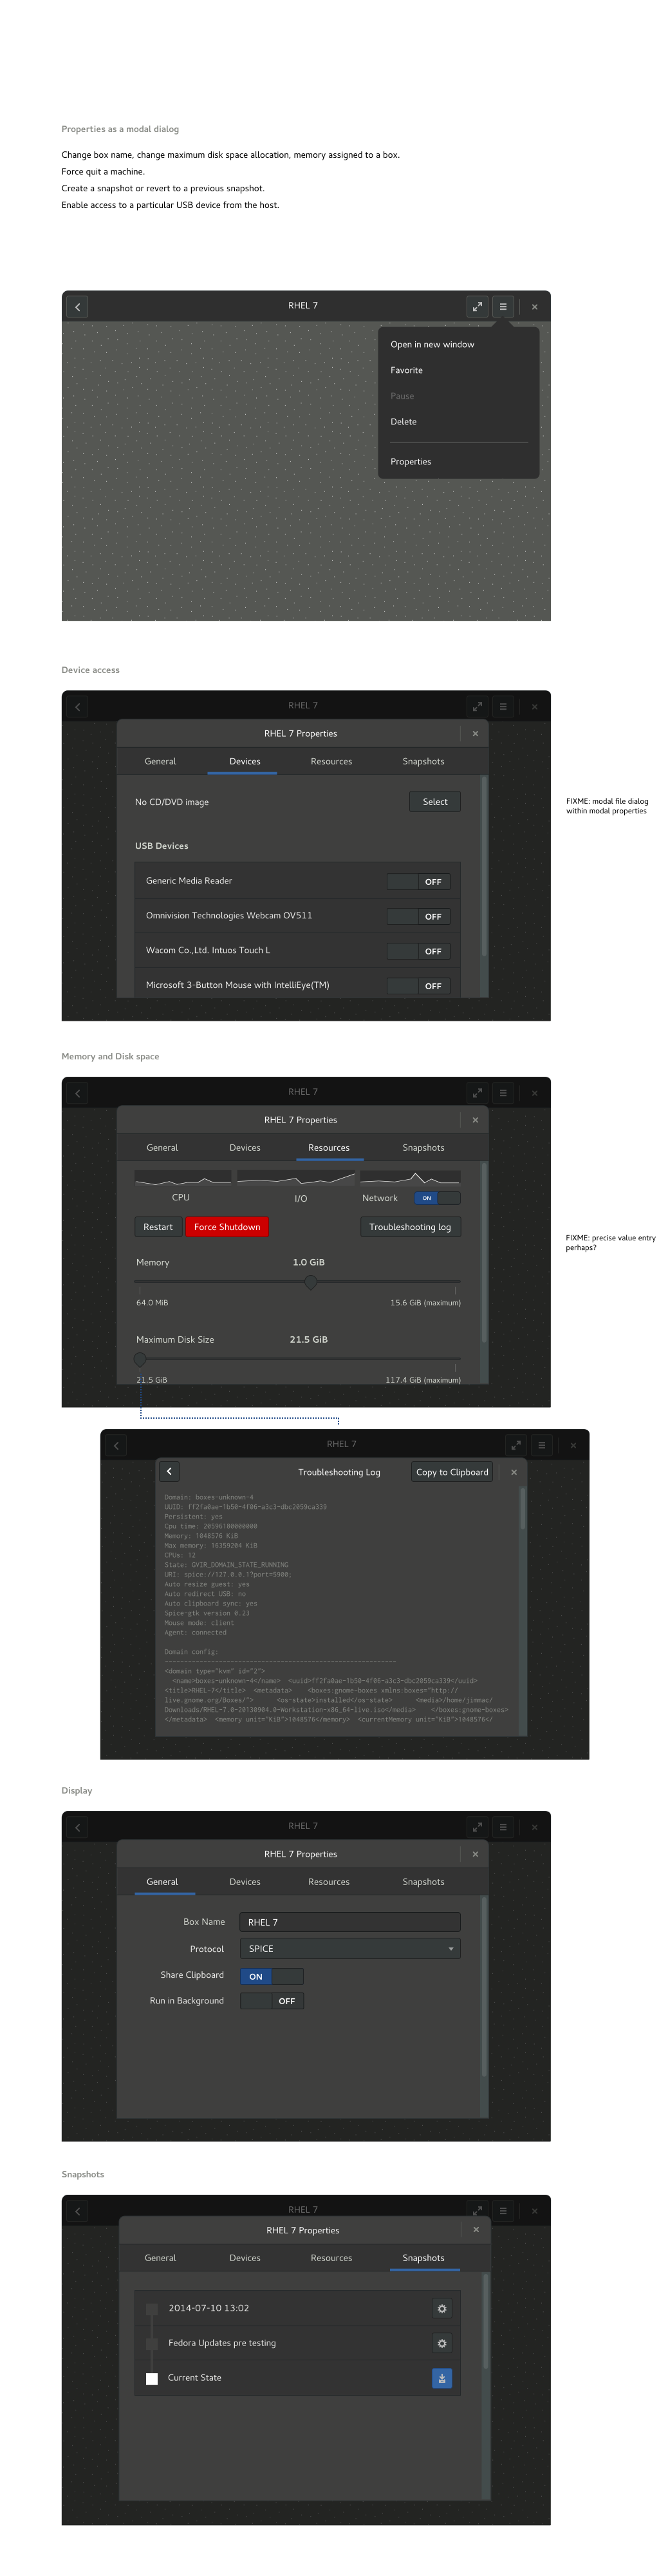 Properties as a modal dialog
Change box name, change maximum disk space allocation, memory assigned to a box.
Force quit a machine.
Create a snapshot or revert to a previous snapshot.
Enable access to a particular USB device from the host.
RHEL 7
Open in new window
Favorite
Pause
Delete
Properties
Device access
RHEL 7
RHEL 7 Properties
General Devices Resources Snapshots
No CD/DVD image Select
FIXME: modal file dialog
within modal properties
USB Devices
Generic Media Reader OFF
Omnivision Technologies Webcam OV511 OFF
Wacom Co.,Ltd. Intuos Touch L OFF
Microsoft 3-Button Mouse with IntelliEye(TM) OFF
Memory and Disk space
RHEL 7
RHEL 7 Properties
General Devices Resources Snapshots
CPU I/O Network ON
Restart Force Shutdown Troubleshooting log
FIXME: precise value entry
perhaps?
Memory 1.0 GiB
64.0 MiB 15.6 GiB (maximum)
Maximum Disk Size 21.5 GiB
21.5 GiB 117.4 GiB (maximum)
RHEL 7
Troubleshooting Log Copy to Clipboard
Domain: boxes-unknown-4
UUID: ff2fa0ae-1b50-4f06-a3c3-dbc2059ca339
Persistent: yes
Cpu time: 20596180000000
Memory: 1048576 KiB
Max memory: 16359204 KiB
CPUs: 12
State: GVIR_DOMAIN_STATE_RUNNING
URI: spice://127.0.0.1?port=5900;
Auto resize guest: yes
Auto redirect USB: no
Auto clipboard sync: yes
Spice-gtk version 0.23
Mouse mode: client
Agent: connected
Domain config:
------------------------------------------------------------
<domain type="kvm" id="2">
<name>boxes-unknown-4</name> <uuid>ff2fa0ae-1b50-4f06-a3c3-dbc2059ca339</uuid>
<title>RHEL-7</title> <metadata> <boxes:gnome-boxes xmlns:boxes="http://
live.gnome.org/Boxes/"> <os-state>installed</os-state> <media>/home/jimmac/
Downloads/RHEL-7.0-20130904.0-Workstation-x86_64-live.iso</media> </boxes:gnome-boxes>
</metadata> <memory unit="KiB">1048576</memory> <currentMemory unit="KiB">1048576</
Display
RHEL 7
RHEL 7 Properties
General Devices Resources Snapshots
Box Name RHEL 7
Protocol SPICE
Share Clipboard ON
Run in Background OFF
Snapshots
RHEL 7
RHEL 7 Properties
General Devices Resources Snapshots
2014-07-10 13:02
Fedora Updates pre testing
Current State